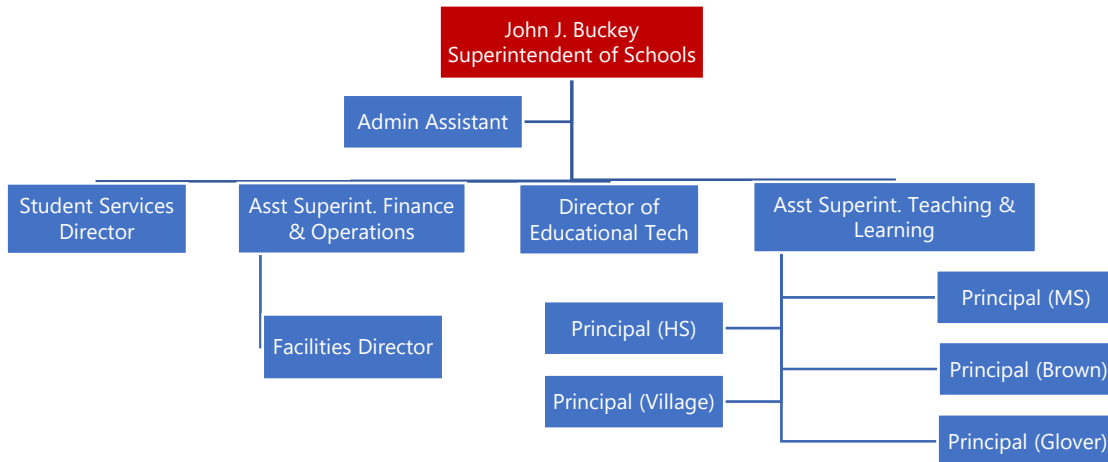 John J. Buckey
Superintendent of Schools
Admin Assistant
Student Services
Director
Asst Superint. Finance
& Operations
Director of
Educational Tech
Asst Superint. Teaching &
Learning
Principal (MS)
Principal (HS)
Facilities Director
Principal (Brown)
Principal (Village)
Principal (Glover)